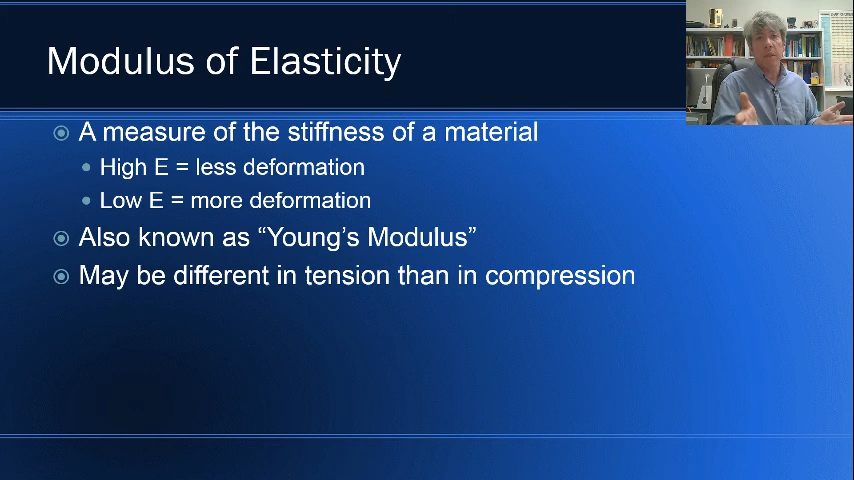 Modulus of Elasticity
A measure of the stiffness of a material
High E = less deformation
Low E = more deformation
Also known as “Young’s Modulus”
May be different in tension than in compression